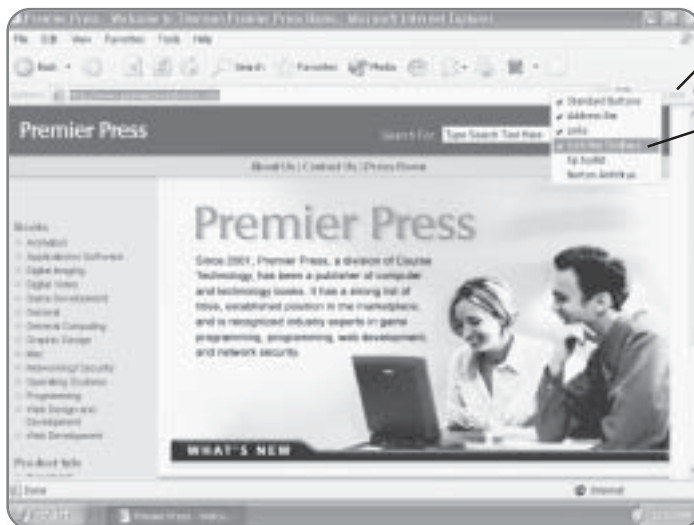 Premier Press - Welcome to Thomson Premier Press Home - Microsoft Internet Explorer
File Edit View Favorites Tools Help
Back Search Favorites Media
Standard Buttons
Address Bar
Links
Norton AntiVirus
Premier Press
Search For: Type Search Text Here
About Us | Contact Us | Press Room
Books
Animation
Applications Software
Digital Imaging
Digital Video
Game Development
General
General Computing
Graphic Design
Mac
Networking/Security
Operating Systems
Programming
Web Design and
Development
Web Development
Product Info
Premier Press
Since 2001, Premier Press, a division of Course
Technology, has been a publisher of computer
and technology books. It has a strong list of
titles, established position in the marketplace,
and is recognized industry experts in game
programming, programming, web development,
and network security.
WHAT'S NEW
Done
Internet